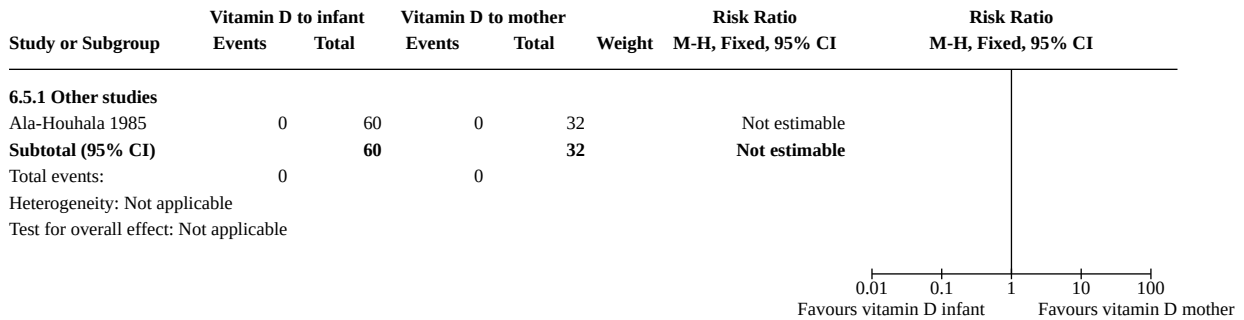 Vitamin D to infant Vitamin D to mother Risk Ratio Risk Ratio
Study or Subgroup Events Total Events Total Weight M-H, Fixed, 95% CI M-H, Fixed, 95% CI
6.5.1 Other studies
Ala-Houhala 1985 0 60 0 32 Not estimable
Subtotal (95% CI) 60 32 Not estimable
Total events: 0 0
Heterogeneity: Not applicable
Test for overall effect: Not applicable
0.01 0.1 1 10 100
Favours vitamin D infant Favours vitamin D mother